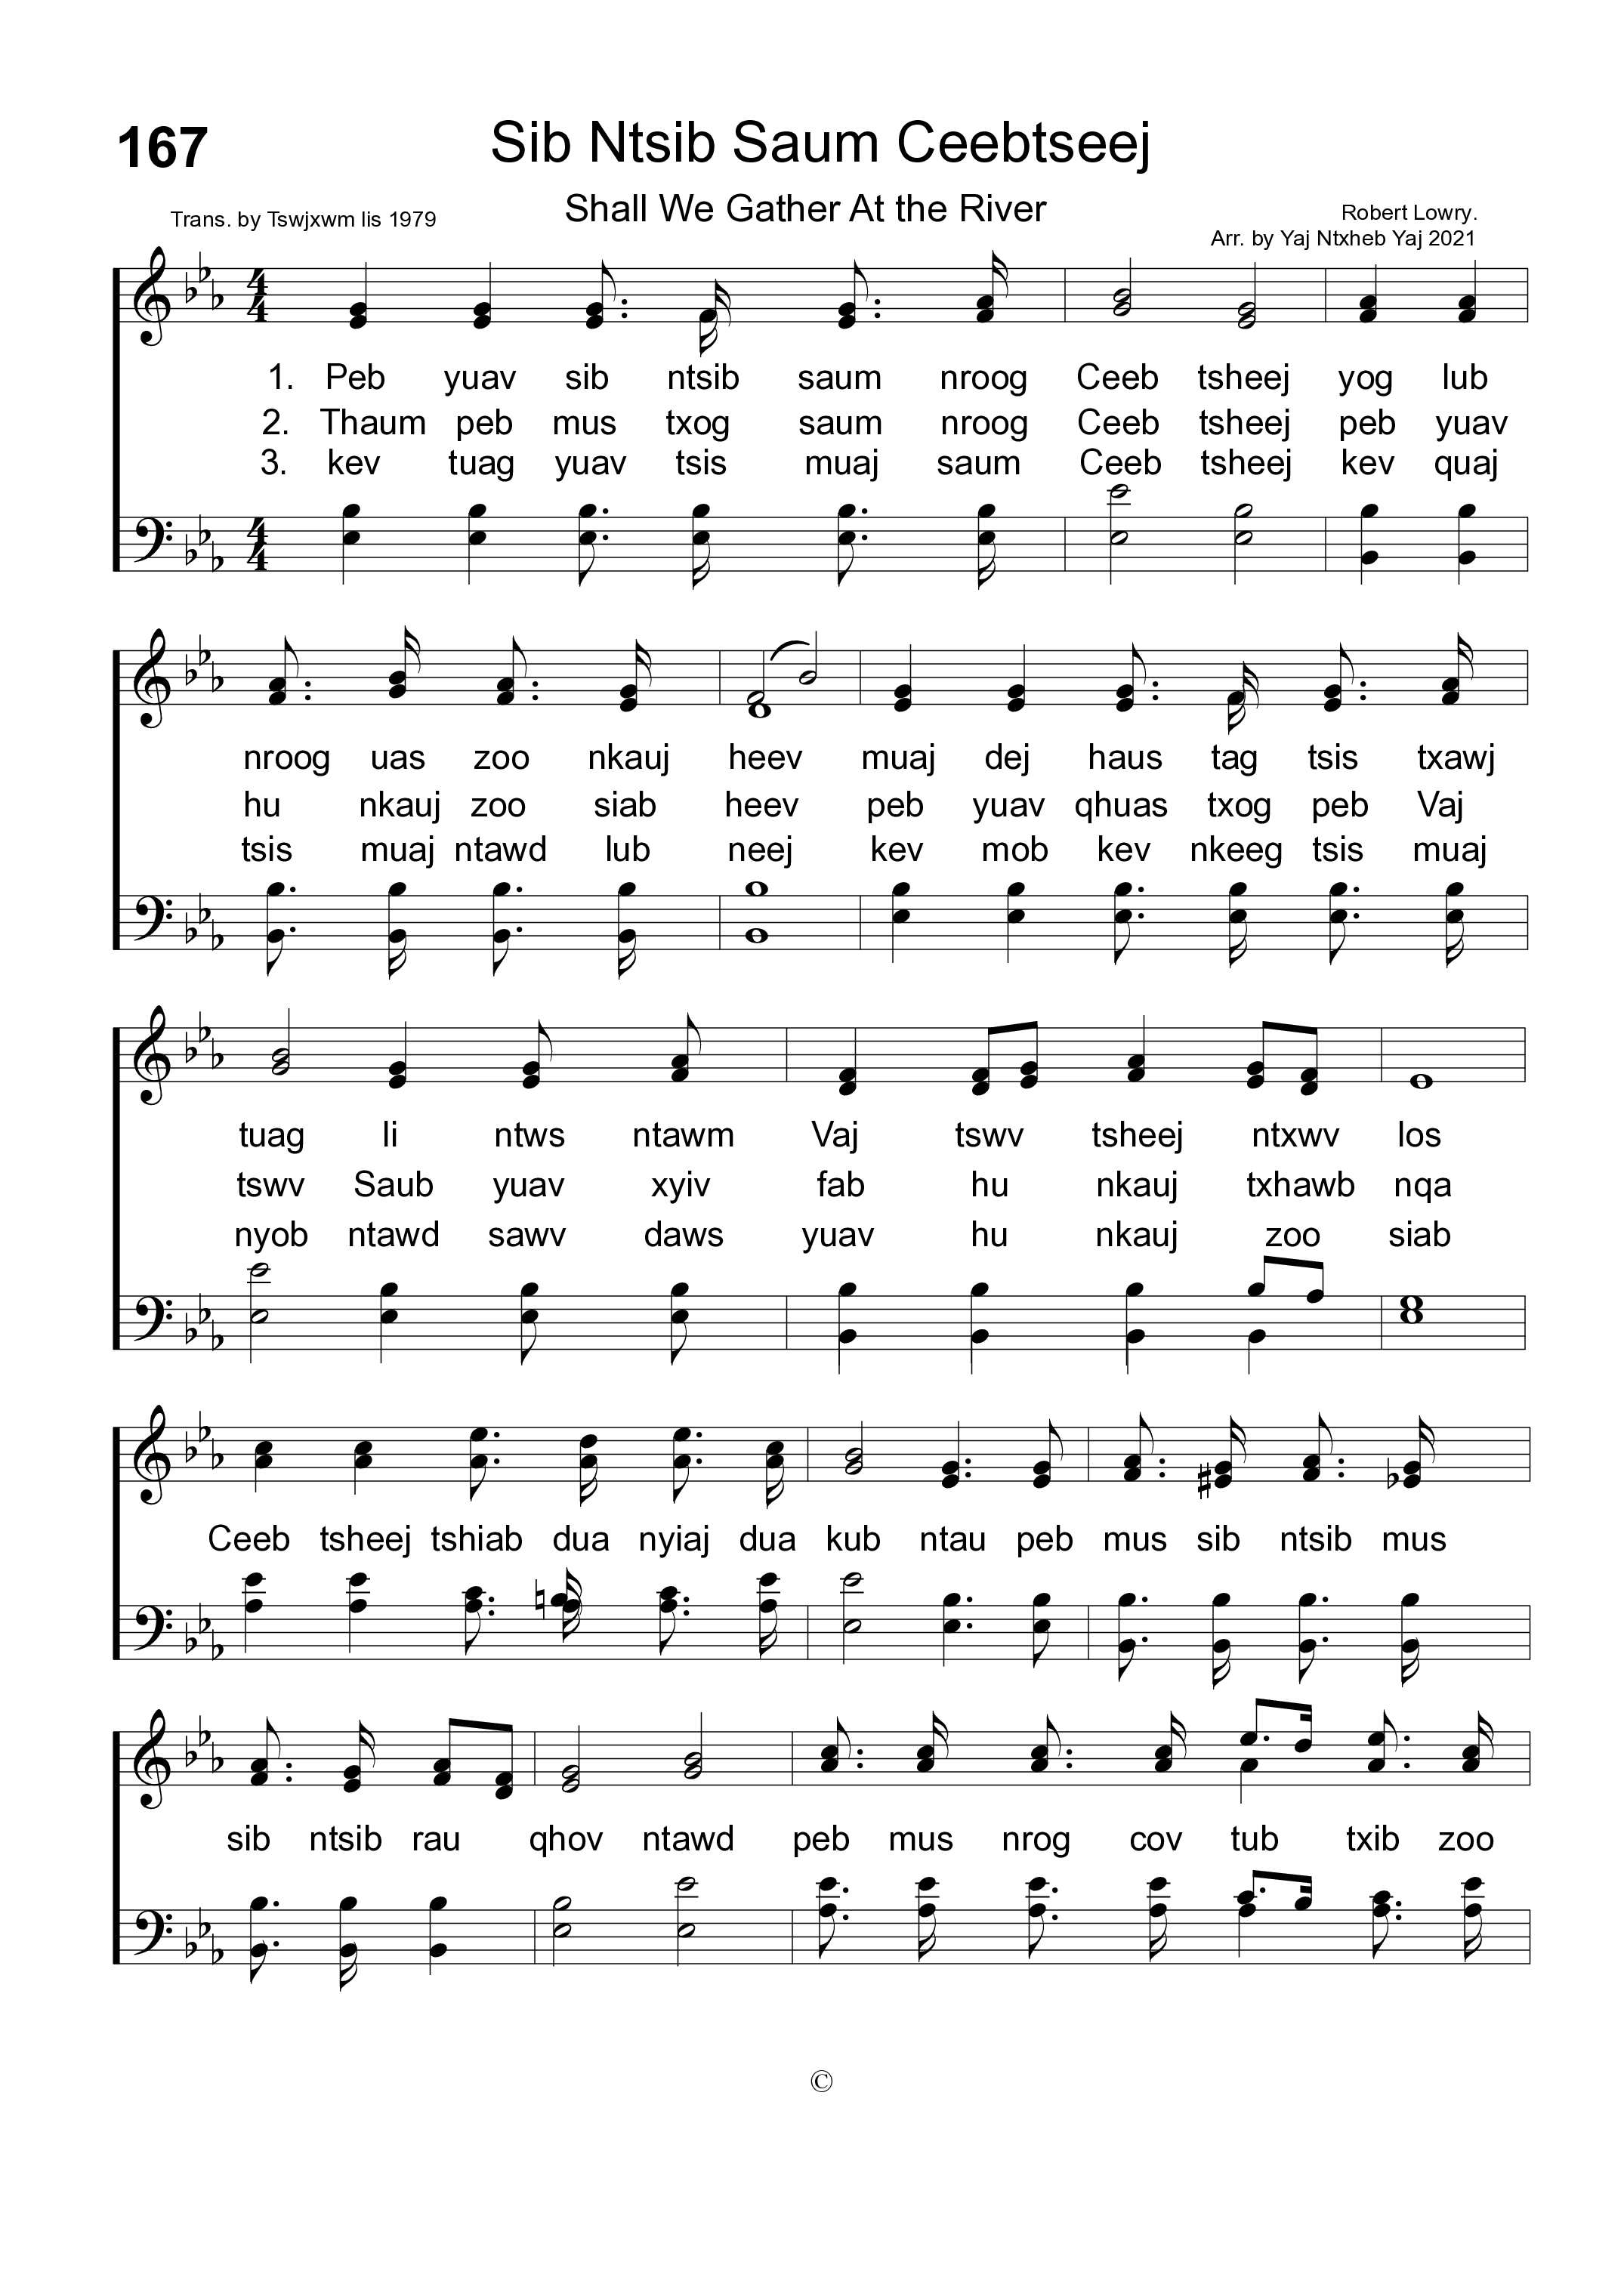 167
Sib Ntsib Saum Ceebtseej
Shall We Gather At the River
Trans. by Tswjxwm lis 1979
Robert Lowry.
Arr. by Yaj Ntxheb Yaj 2021
1. Peb yuav sib ntsib saum nroog Ceeb tsheej yog lub
2. Thaum peb mus txog saum nroog Ceeb tsheej peb yuav
3. kev tuag yuav tsis muaj saum Ceeb tsheej kev quaj
nroog uas zoo nkauj heev muaj dej haus tag tsis txawj
hu nkauj zoo siab heev peb yuav qhuas txog peb Vaj
tsis muaj ntawd lub neej kev mob kev nkeeg tsis muaj
tuag li ntws ntawm Vaj tswv tsheej ntxwv los
tswv Saub yuav xyiv fab hu nkauj txhawb nqa
nyob ntawd sawv daws yuav hu nkauj zoo siab
Ceeb tsheej tshiab dua nyiaj dua kub ntau peb mus sib ntsib mus
sib ntsib rau qhov ntawd peb mus nrog cov tub txib zoo
©